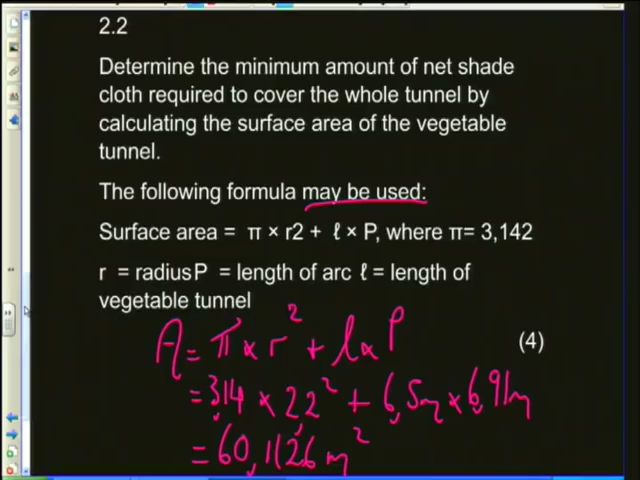 2.2
Determine the minimum amount of net shade
cloth required to cover the whole tunnel by
calculating the surface area of the vegetable
tunnel.
The following formula may be used:
Surface area = π × r2 + ℓ × P, where π= 3,142
r = radiusP = length of arc ℓ = length of
vegetable tunnel
A = π × r² + l × P
(4)
= 3,14 × 2,2² + 6,5m × 6,91m
= 60,1126 m²